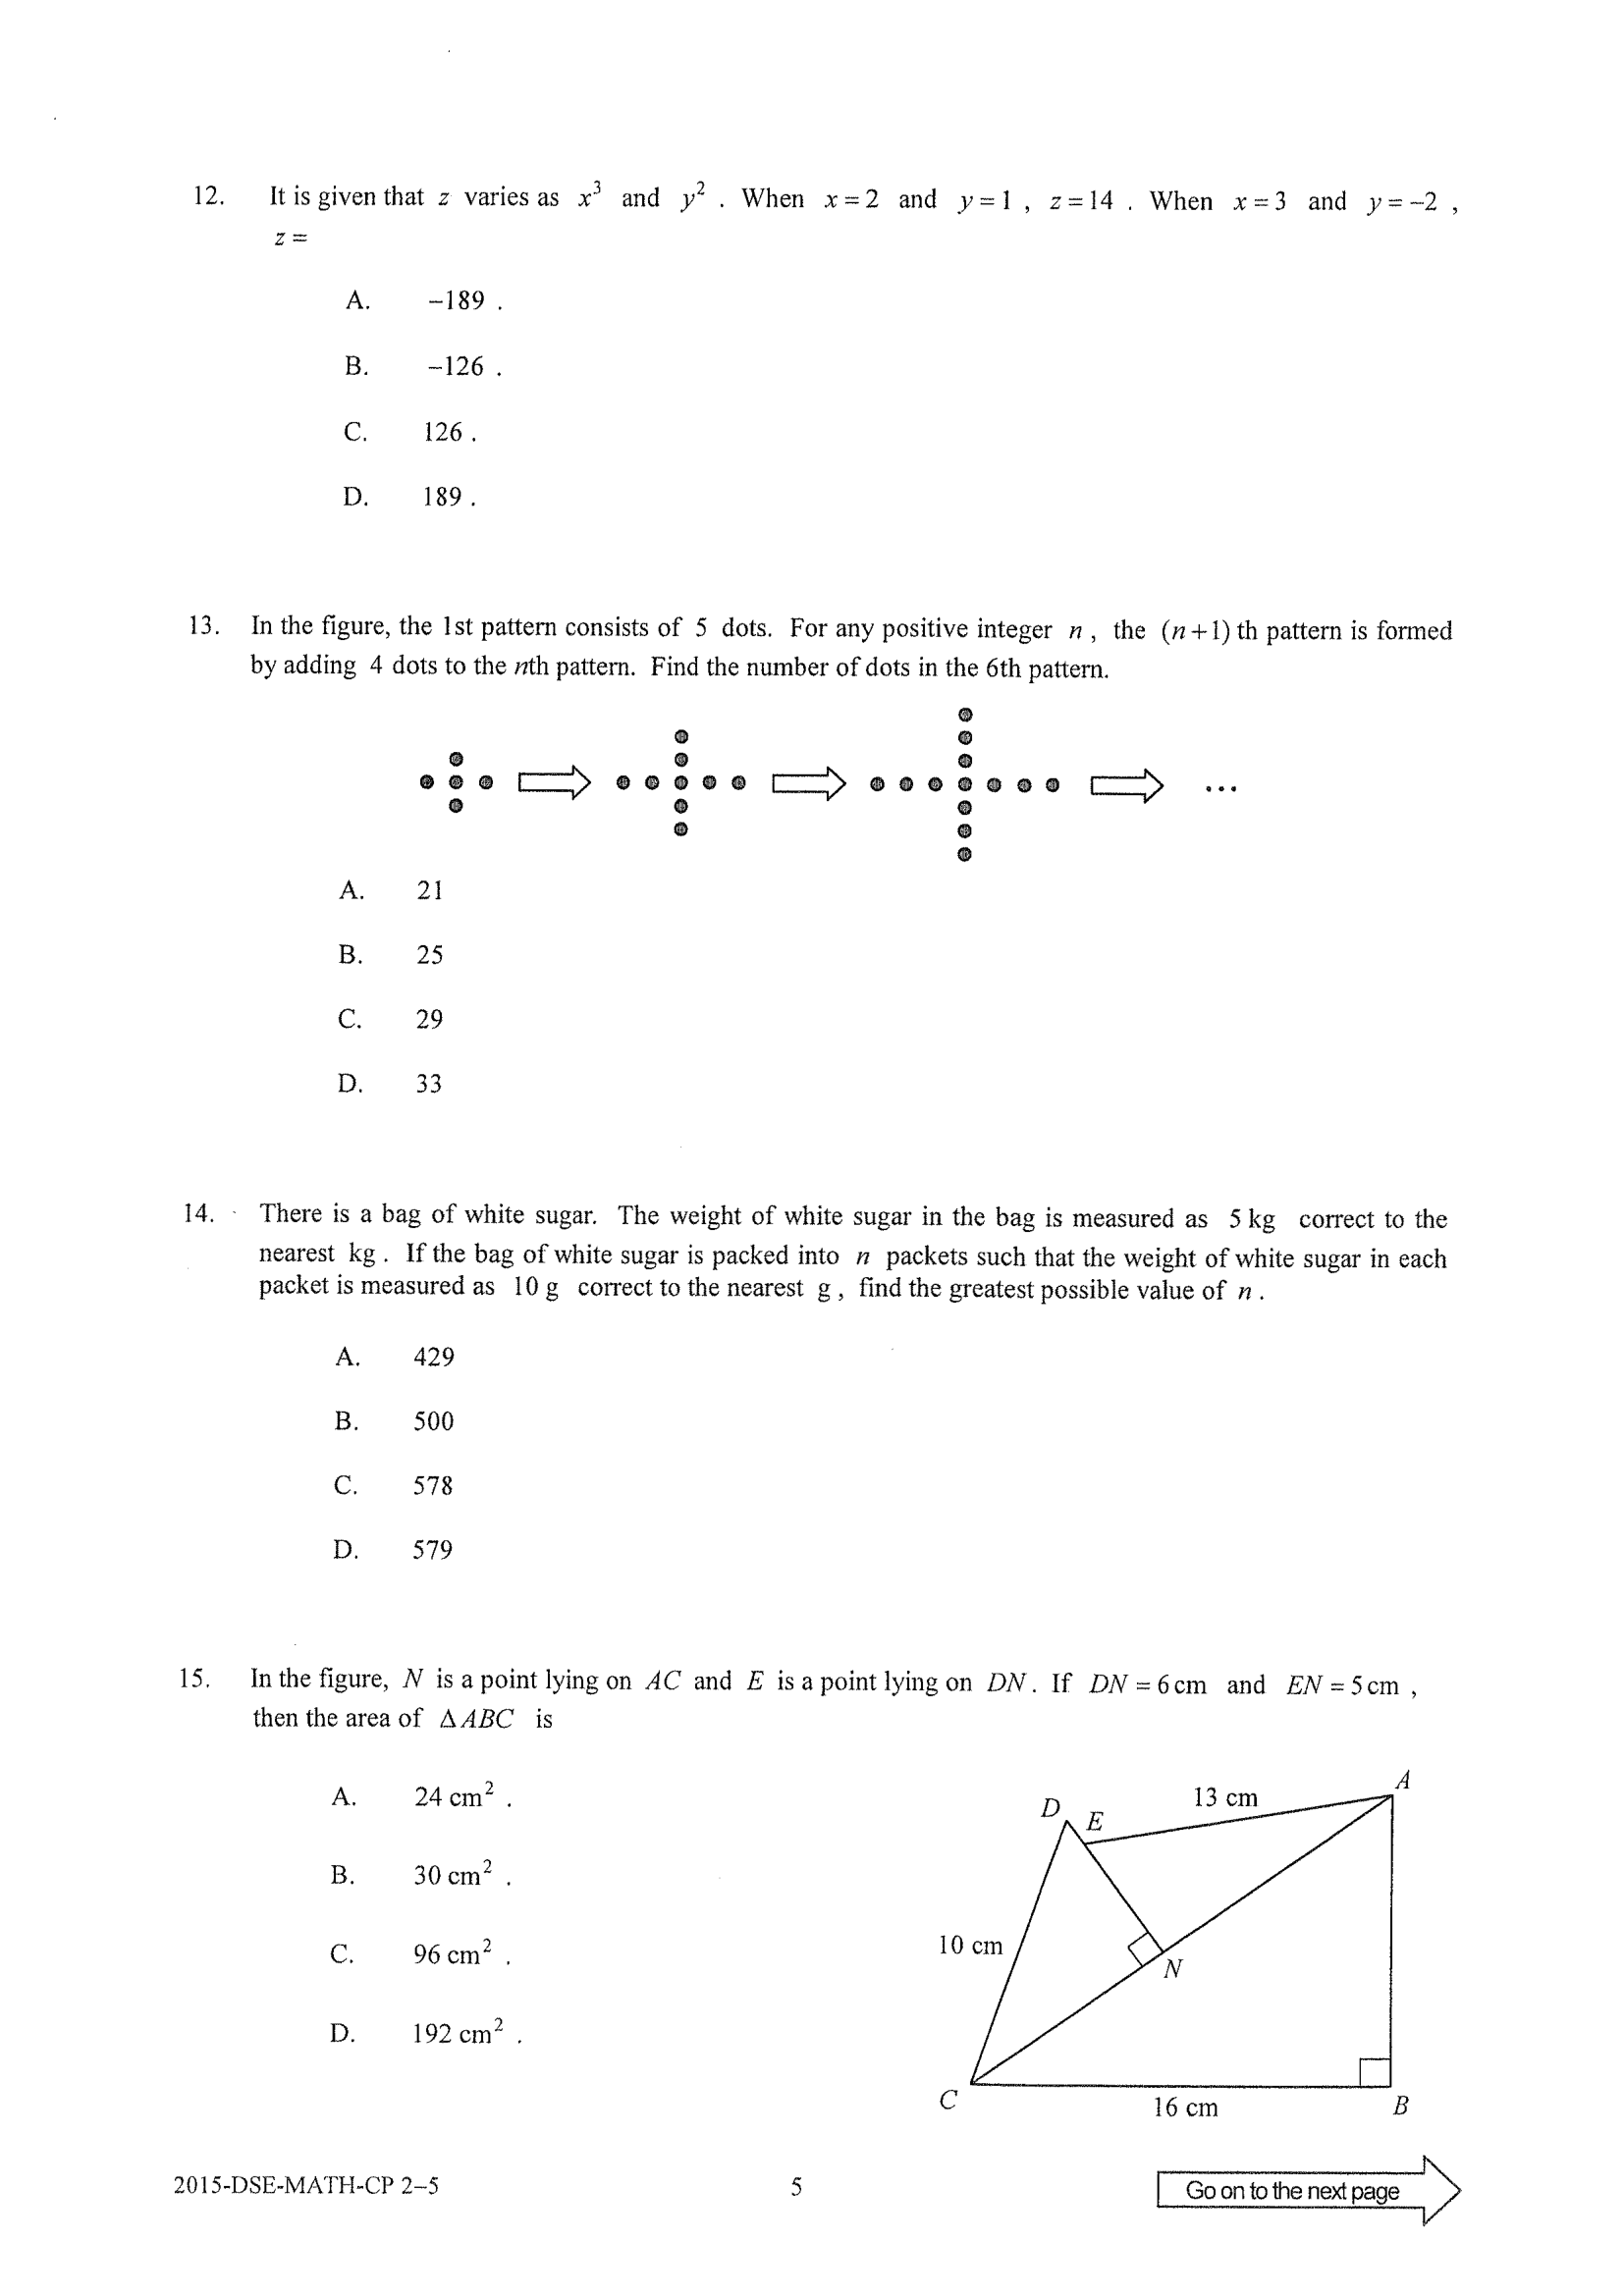 12. It is given that z varies as x³ and y² . When x = 2 and y = 1 , z = 14 . When x = 3 and y = −2 ,
z =
A. −189 .
B. −126 .
C. 126 .
D. 189 .
13. In the figure, the 1st pattern consists of 5 dots. For any positive integer n , the (n + 1) th pattern is formed
by adding 4 dots to the nth pattern. Find the number of dots in the 6th pattern.
...
A. 21
B. 25
C. 29
D. 33
14. There is a bag of white sugar. The weight of white sugar in the bag is measured as 5 kg correct to the
nearest kg . If the bag of white sugar is packed into n packets such that the weight of white sugar in each
packet is measured as 10 g correct to the nearest g , find the greatest possible value of n .
A. 429
B. 500
C. 578
D. 579
15. In the figure, N is a point lying on AC and E is a point lying on DN . If DN = 6 cm and EN = 5 cm ,
then the area of ΔABC is
A. 24 cm² .
B. 30 cm² .
C. 96 cm² .
D. 192 cm² .
A
13 cm
D
E
10 cm
N
C
16 cm
B
2015-DSE-MATH-CP 2–5
5
Go on to the next page